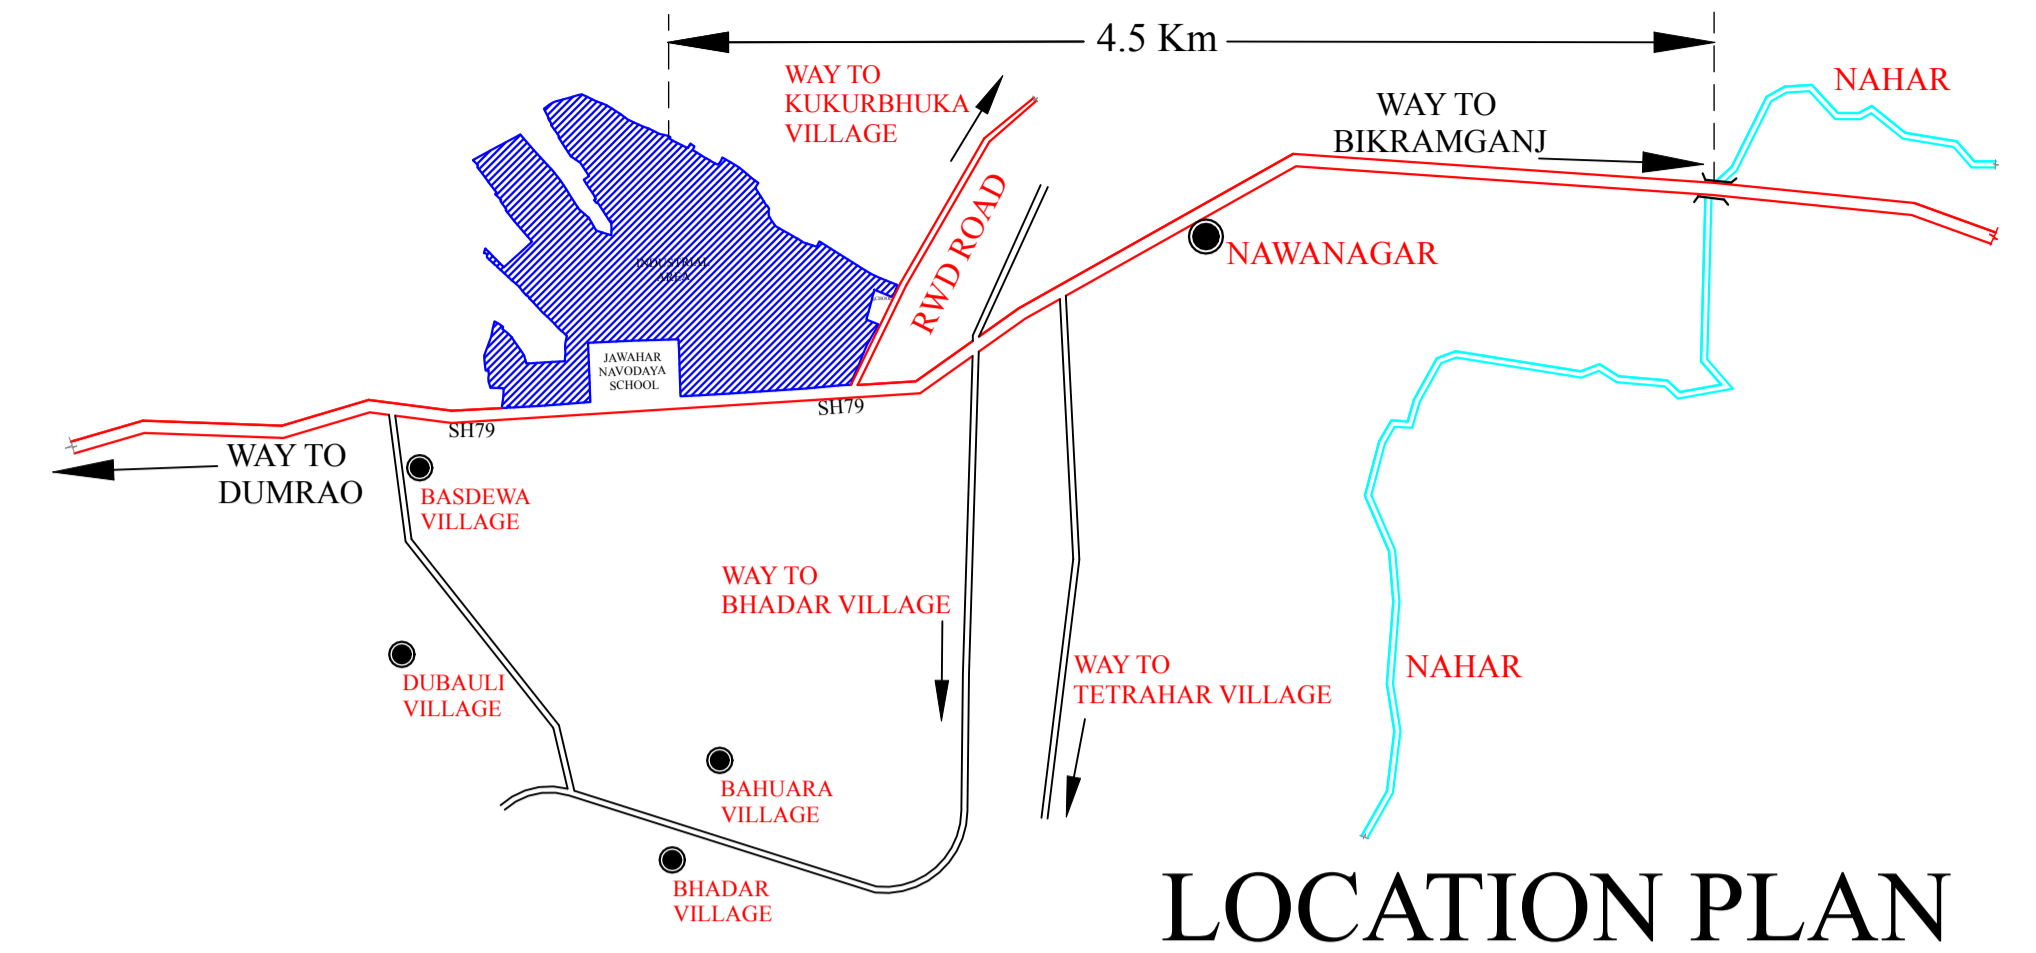 4.5 Km
WAY TO
KUKURBHUKA
VILLAGE
NAHAR
WAY TO
BIKRAMGANJ
RWD ROAD
NAWANAGAR
INDUSTRIAL
AREA
SCHOOL
JAWAHAR
NAVODAYA
SCHOOL
SH79
SH79
WAY TO
DUMRAO
BASDEWA
VILLAGE
WAY TO
BHADAR VILLAGE
DUBAULI
VILLAGE
WAY TO
TETRAHAR VILLAGE
NAHAR
BAHUARA
VILLAGE
BHADAR
VILLAGE
LOCATION PLAN